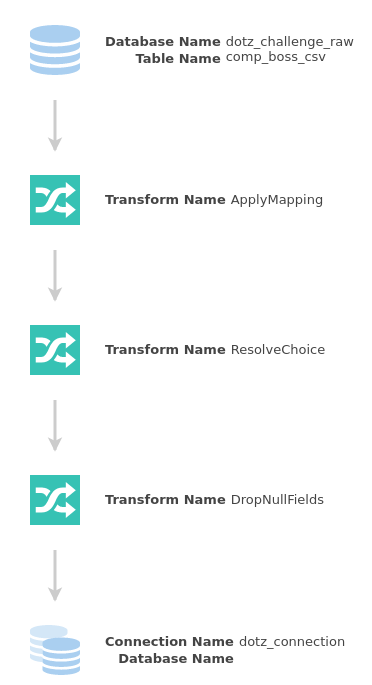 Database Name dotz_challenge_raw
Table Name comp_boss_csv
Transform Name ApplyMapping
Transform Name ResolveChoice
Transform Name DropNullFields
Connection Name dotz_connection
Database Name